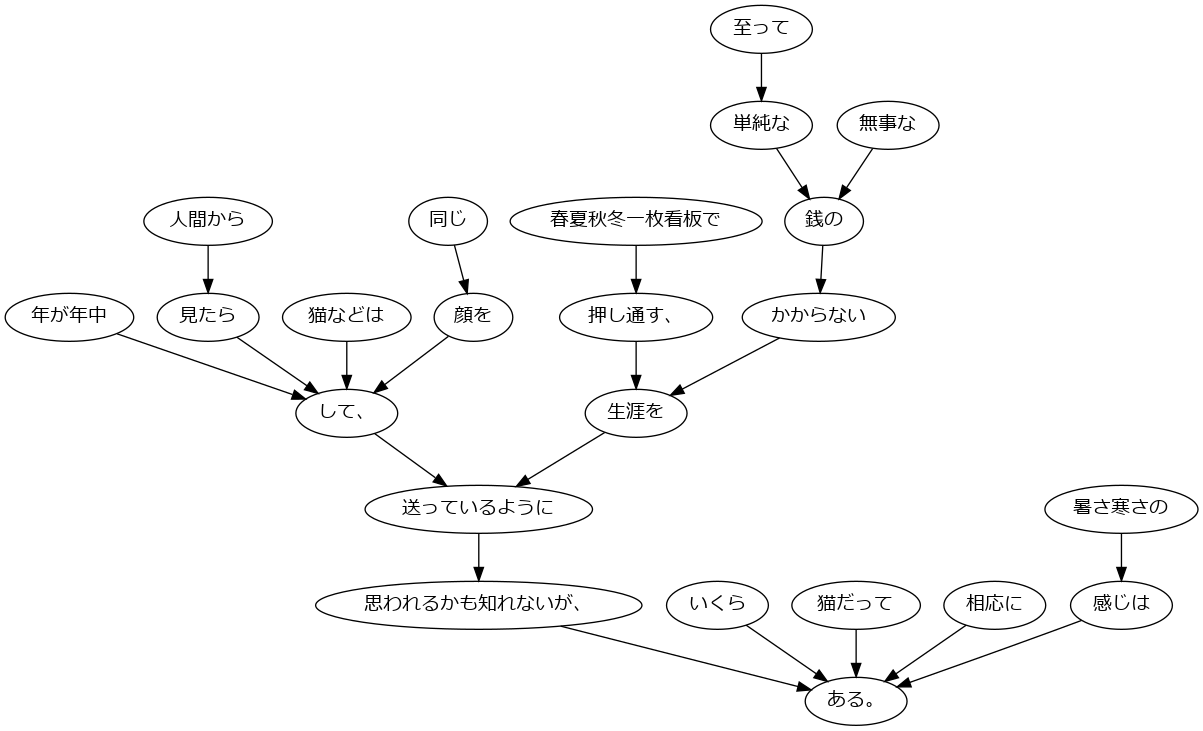 至って
単純な
無事な
人間から
同じ
春夏秋冬一枚看板で
銭の
年が年中
見たら
猫などは
顔を
押し通す、
かからない
して、
生涯を
送っているように
暑さ寒さの
思われるかも知れないが、
いくら
猫だって
相応に
感じは
ある。